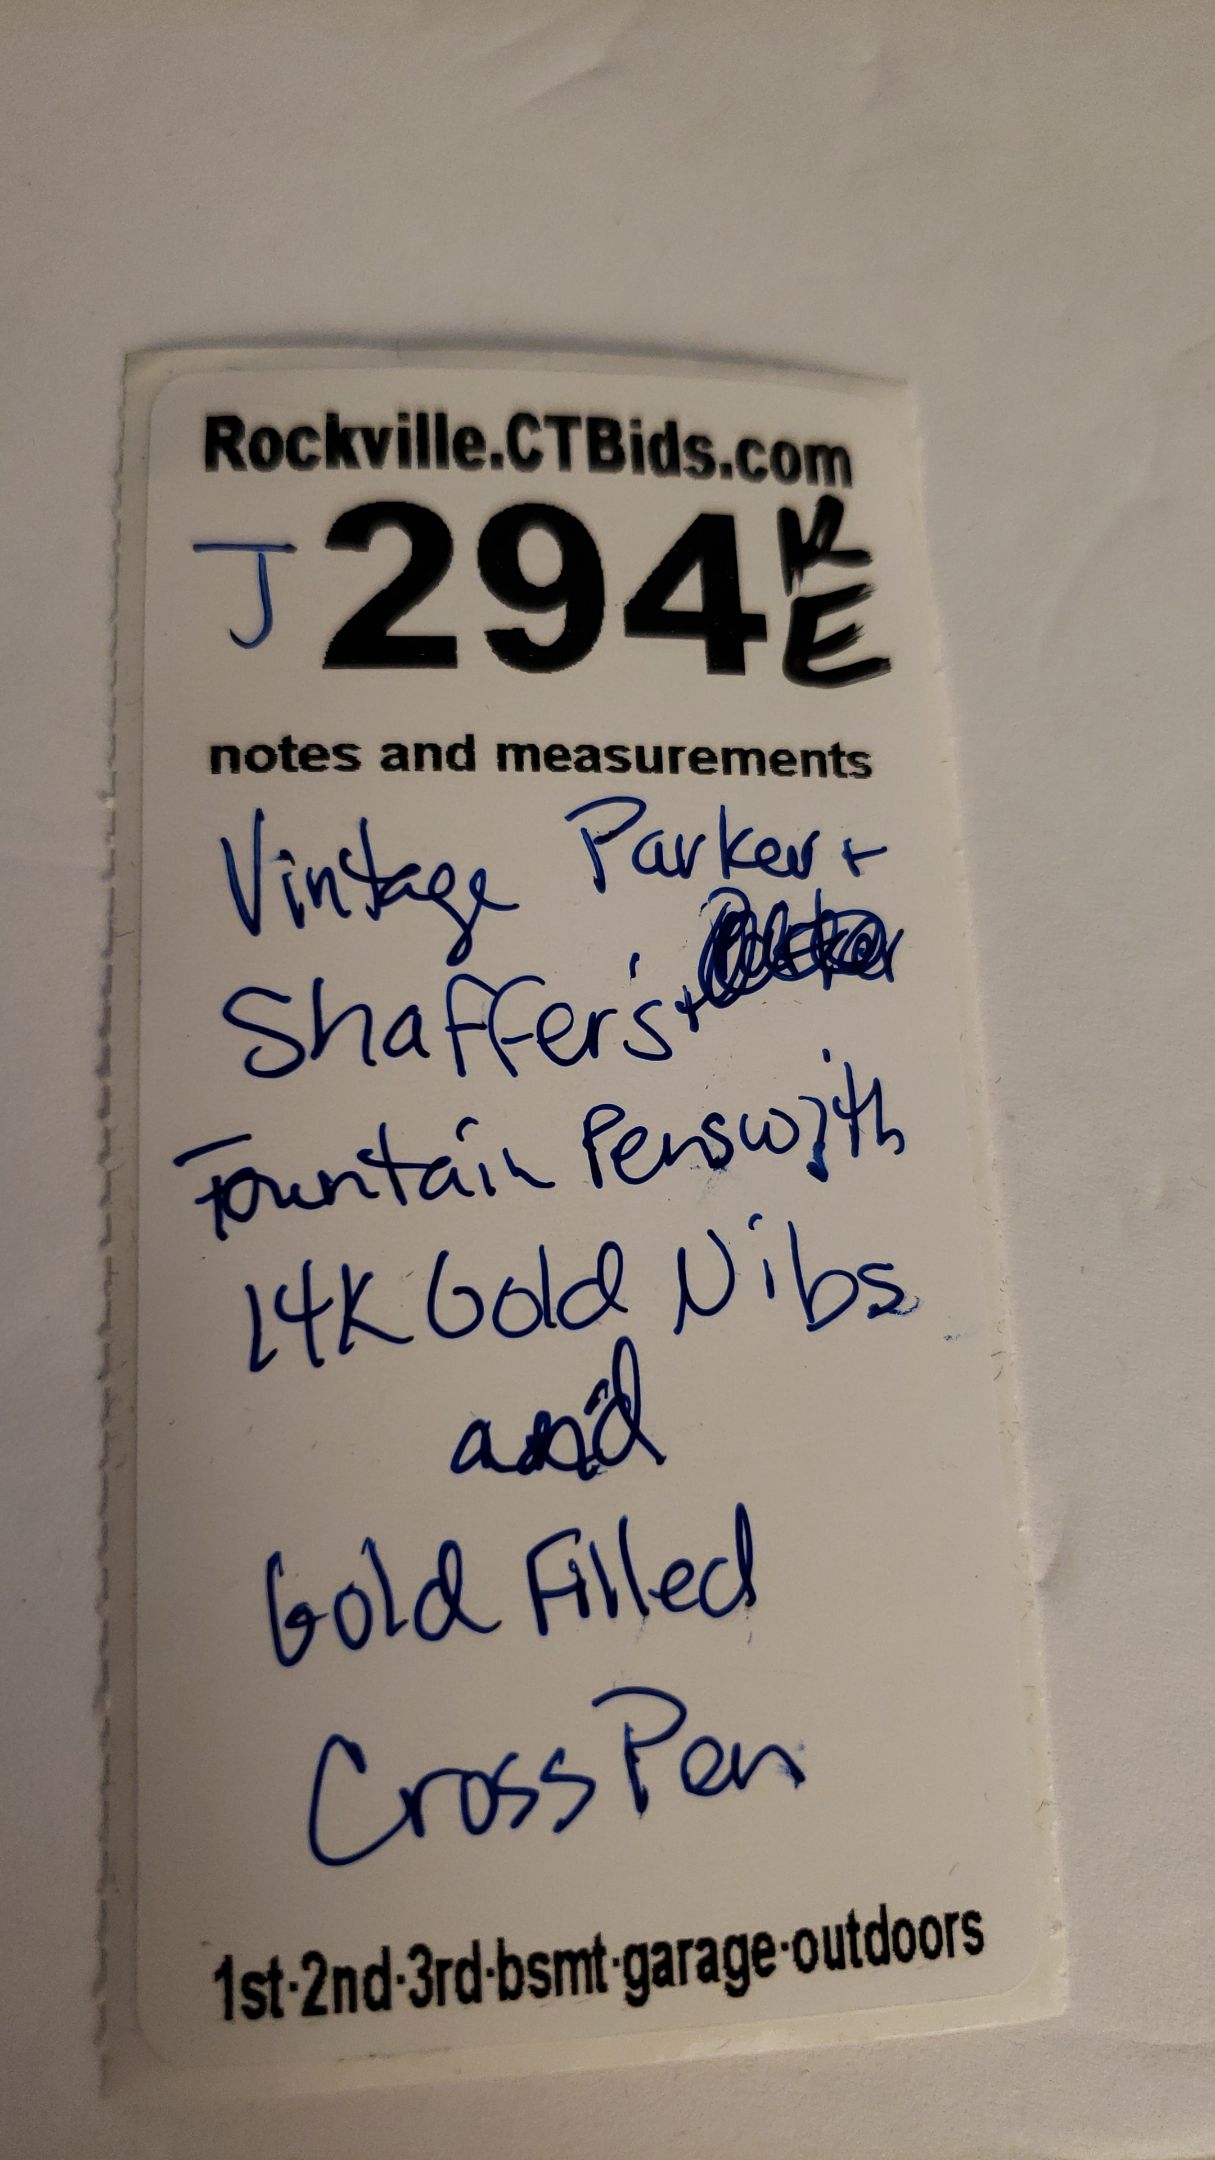 Rockville.CTBids.com
J 294 KE
notes and measurements
Vintage Parker +
Shaffer's +
Fountain Pens with
14K Gold Nibs
and
Gold Filled
Cross Pen
1st·2nd·3rd·bsmt·garage·outdoors